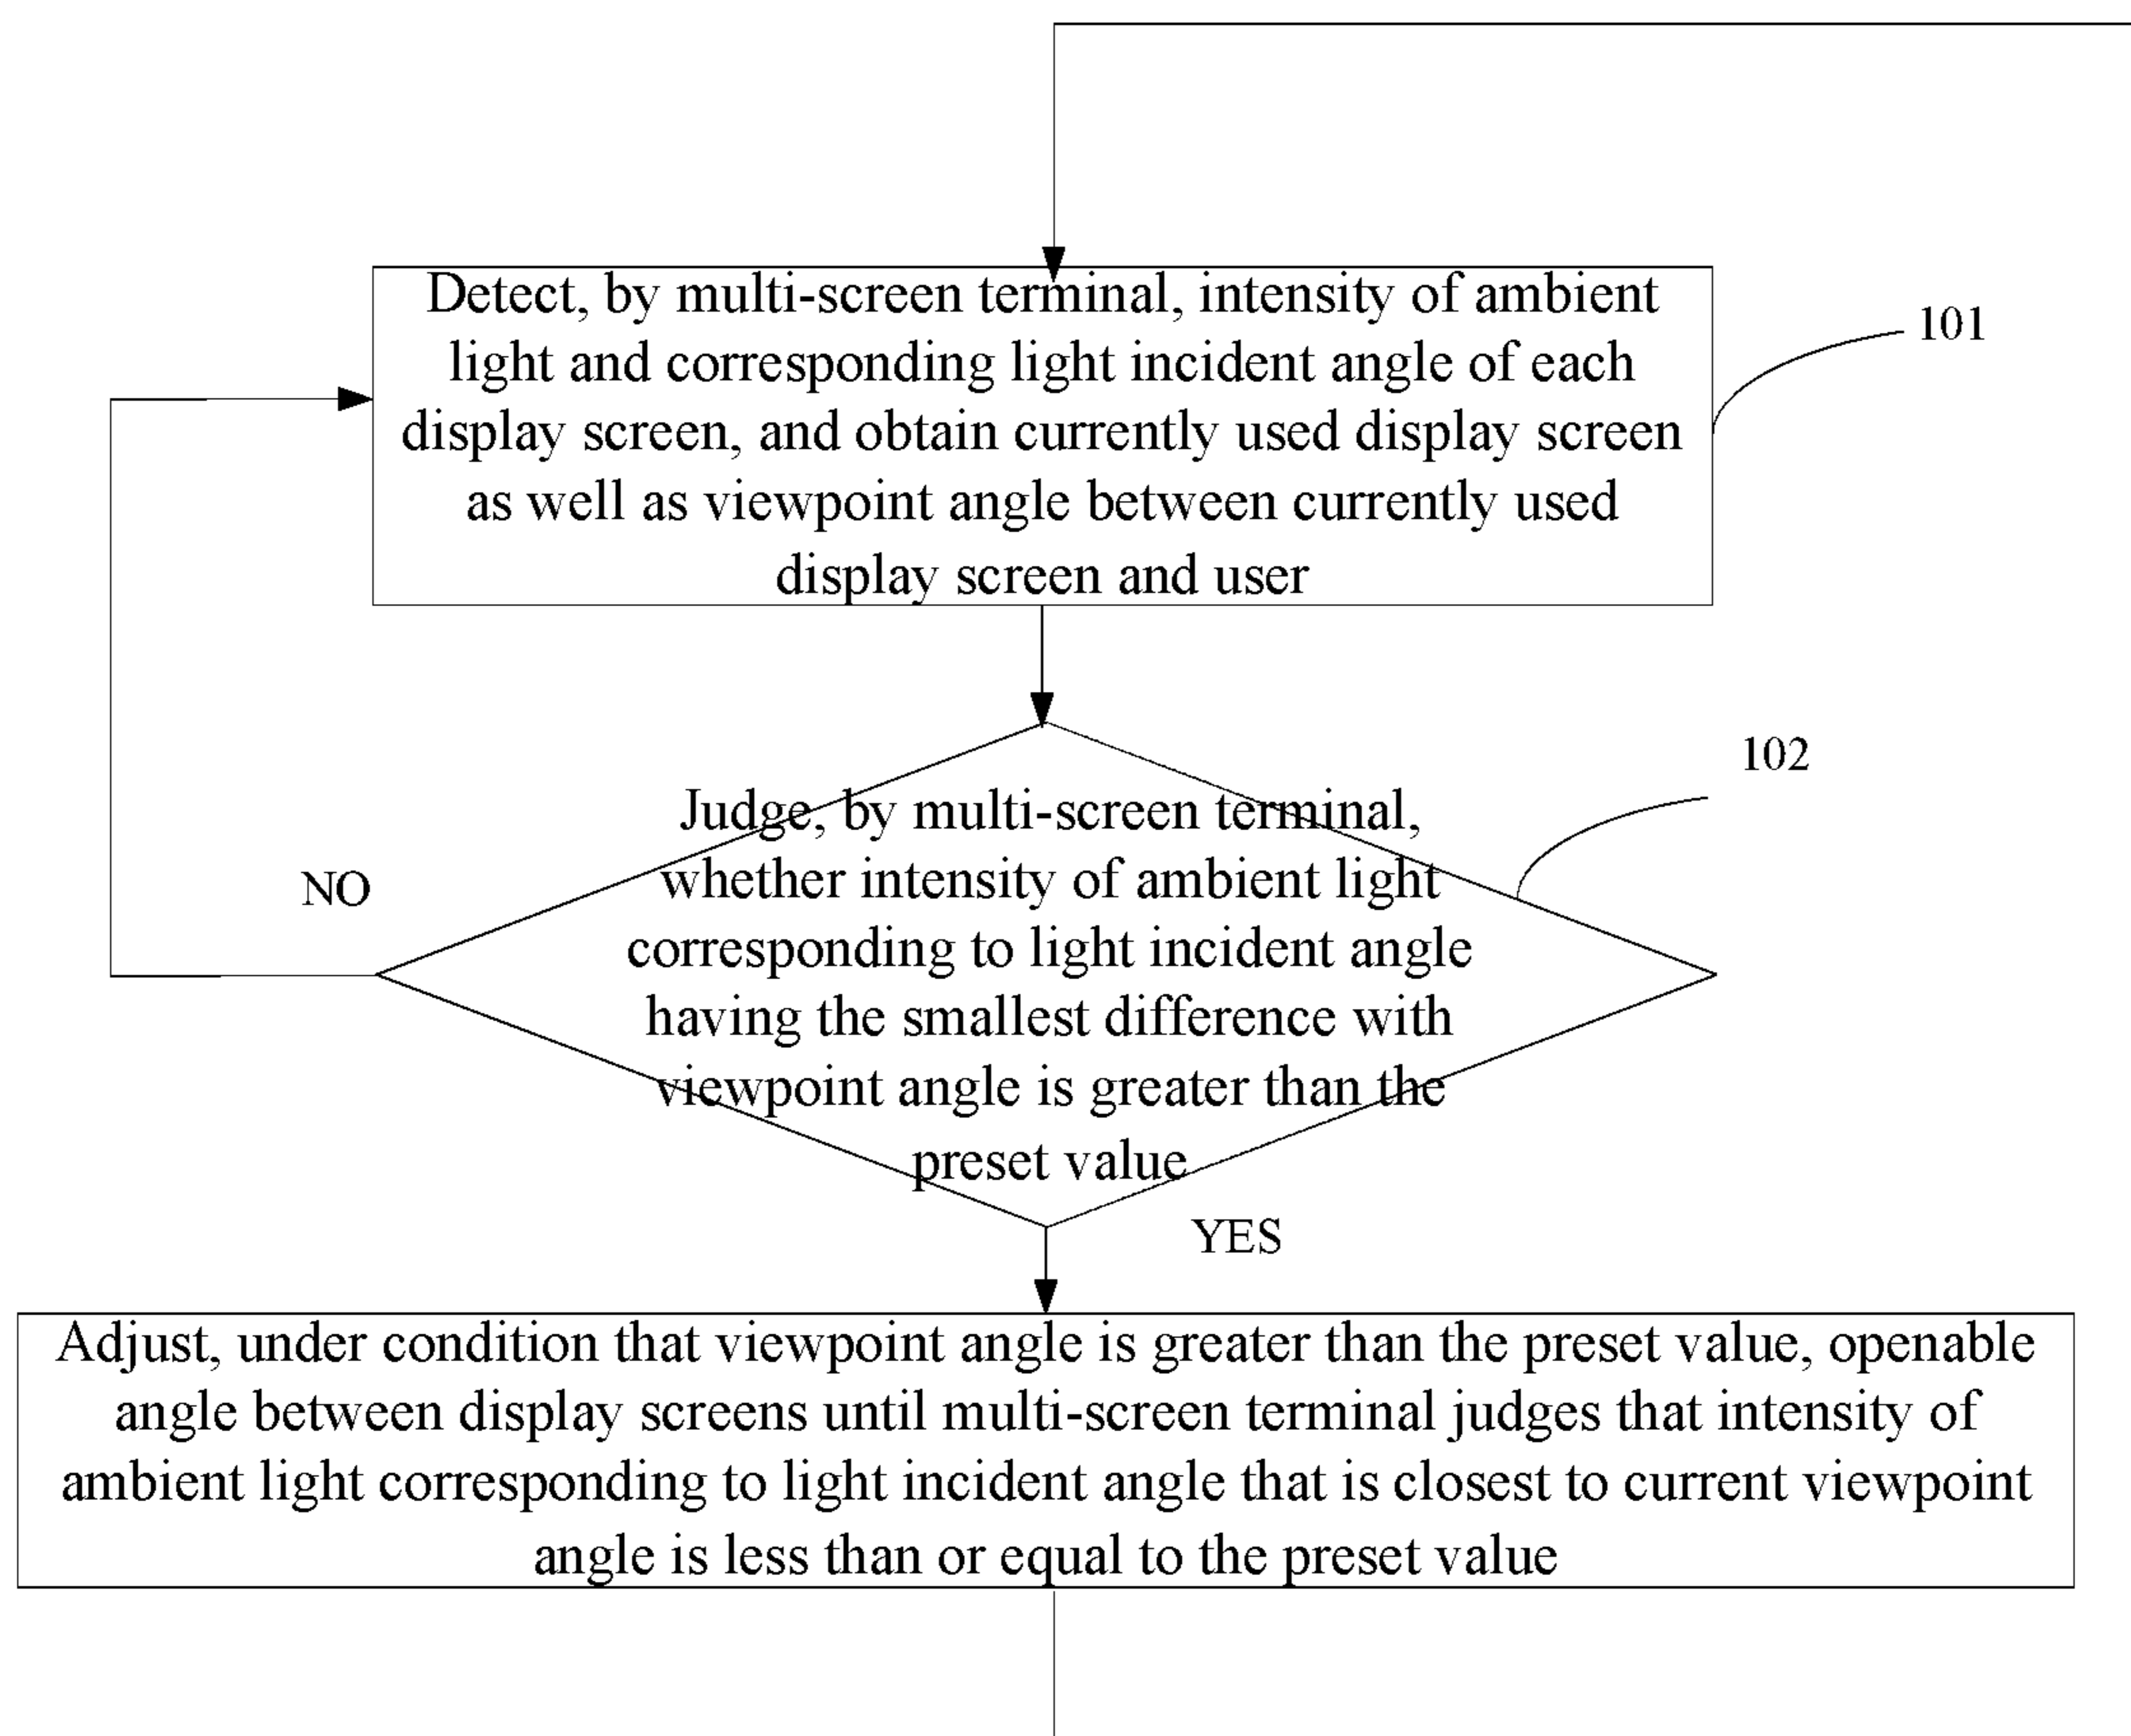 Detect, by multi-screen terminal, intensity of ambient
light and corresponding light incident angle of each
display screen, and obtain currently used display screen
as well as viewpoint angle between currently used
display screen and user
101
102
Judge, by multi-screen terminal,
whether intensity of ambient light
corresponding to light incident angle
having the smallest difference with
viewpoint angle is greater than the
preset value
NO
YES
Adjust, under condition that viewpoint angle is greater than the preset value, openable
angle between display screens until multi-screen terminal judges that intensity of
ambient light corresponding to light incident angle that is closest to current viewpoint
angle is less than or equal to the preset value